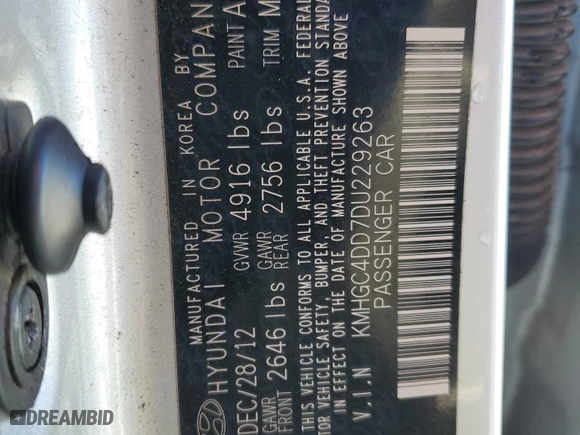 MANUFACTURED IN KOREA BY
HYUNDAI MOTOR COMPAN
DEC/28/12 GVWR 4916 lbs PAINT A
GAWR FRONT 2646 lbs GAWR REAR 2756 lbs TRIM M
THIS VEHICLE CONFORMS TO ALL APPLICABLE U.S.A. FEDERAL
VEHICLE SAFETY, BUMPER, AND THEFT PREVENTION STANDA
IN EFFECT ON THE DATE OF MANUFACTURE SHOWN ABOVE
V.I.N KMHGC4DD7DU229263
PASSENGER CAR
DREAMBID